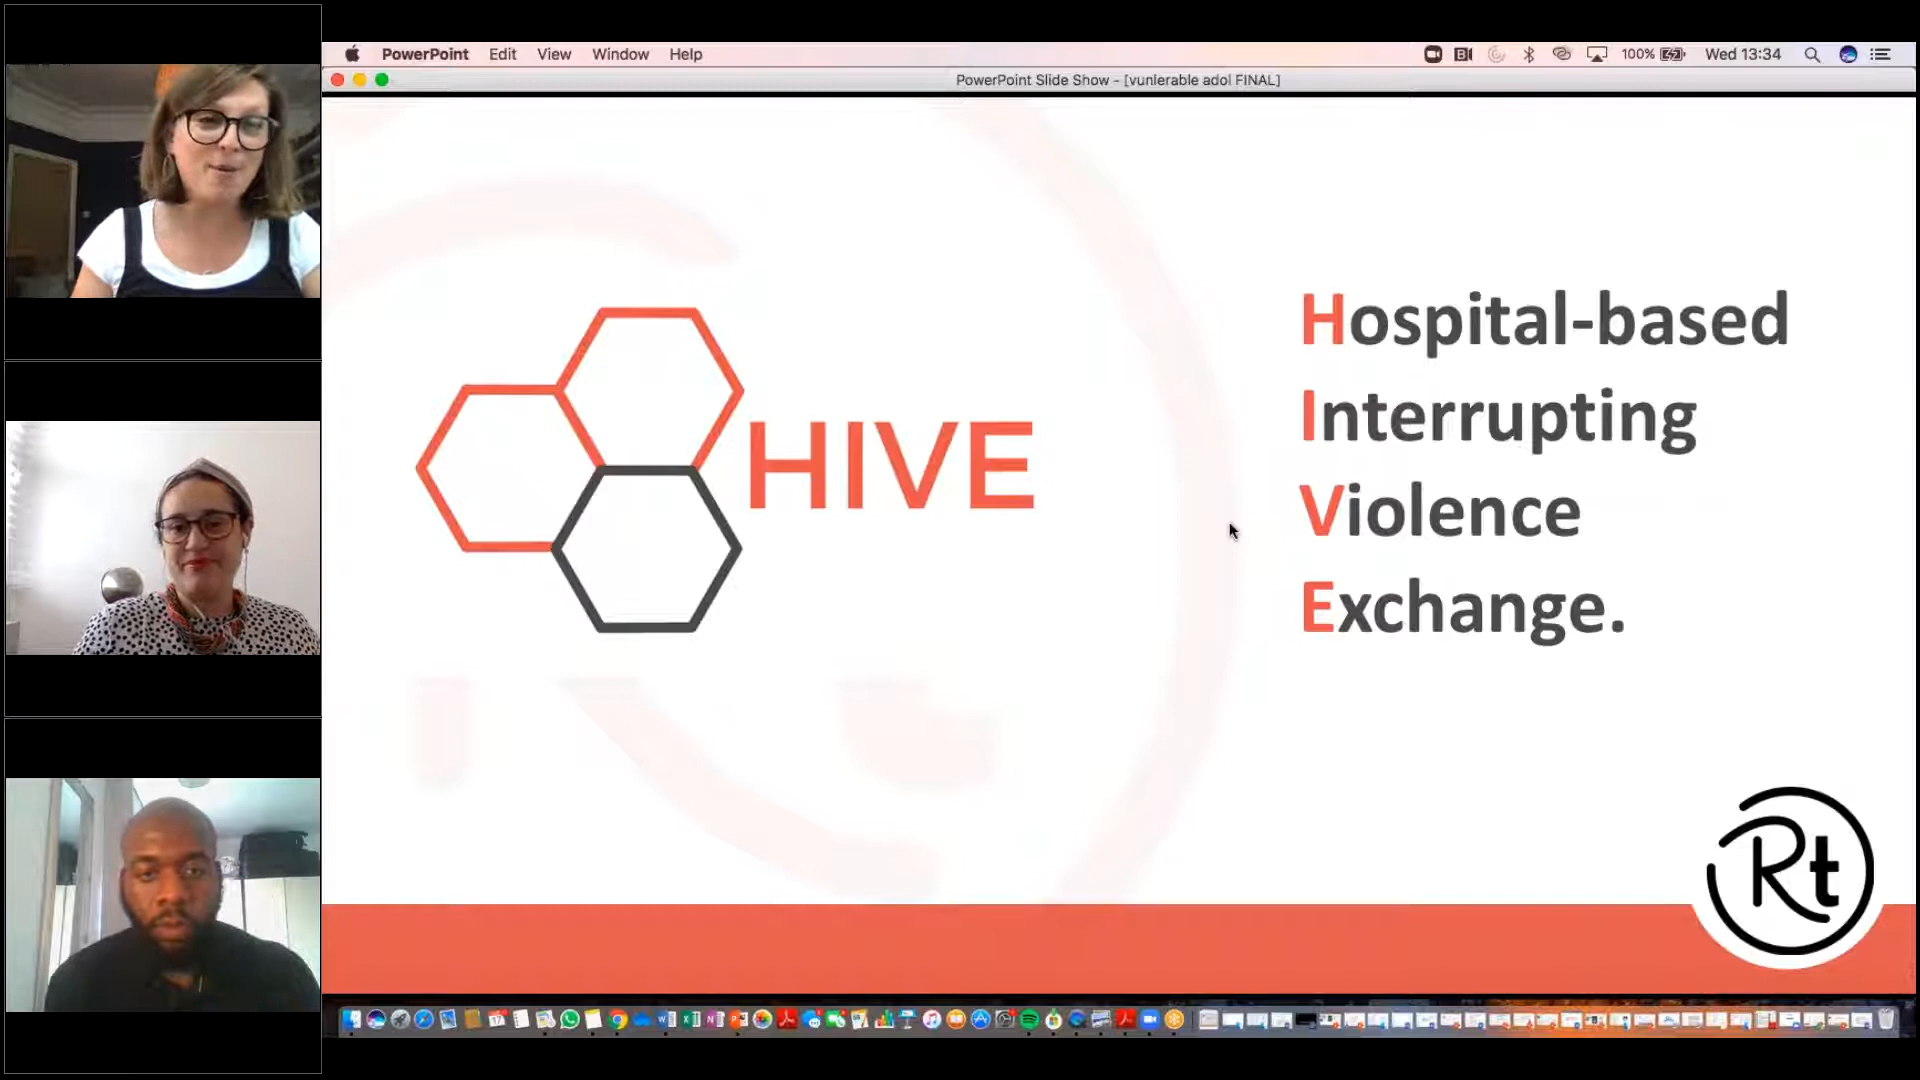 PowerPoint Edit View Window Help 100% Wed 13:34
PowerPoint Slide Show - [vunlerable adol FINAL]
HIVE
Hospital-based
Interrupting
Violence
Exchange.
Rt
17